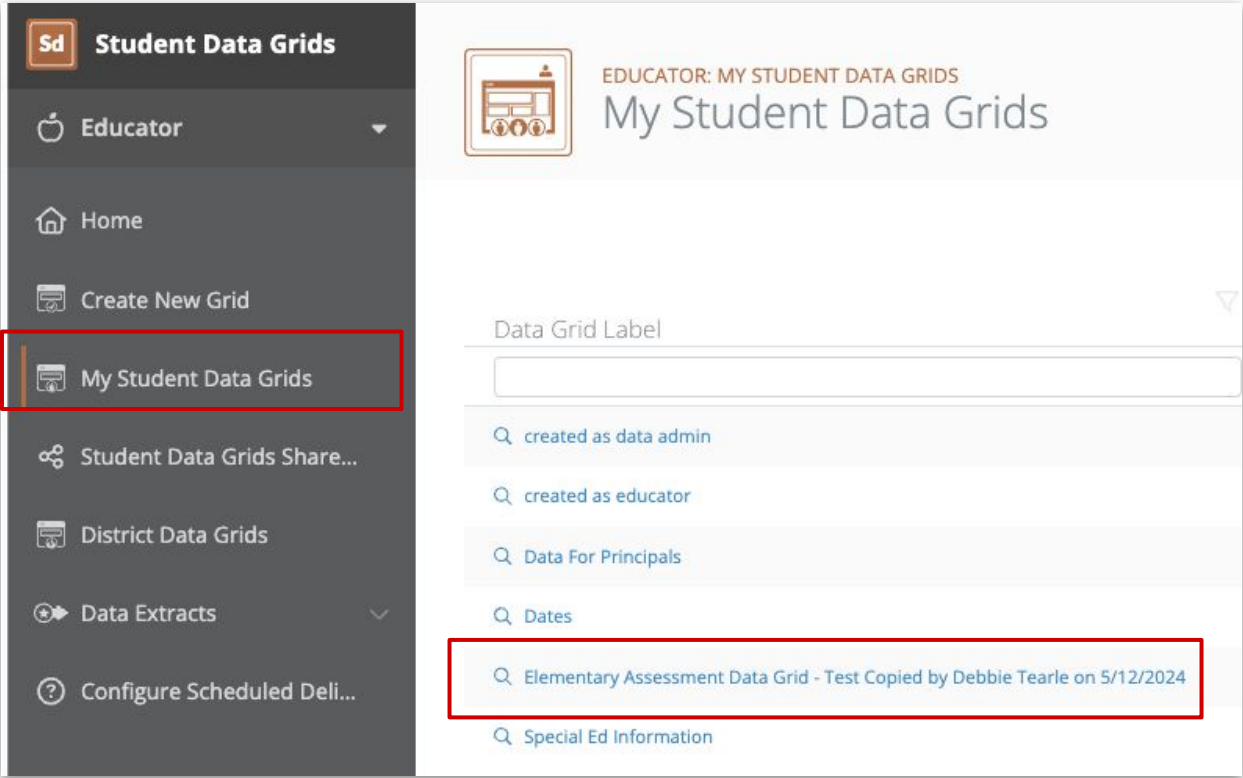 Sd Student Data Grids
Educator
Home
Create New Grid
My Student Data Grids
Student Data Grids Share...
District Data Grids
Data Extracts
Configure Scheduled Deli...
EDUCATOR: MY STUDENT DATA GRIDS
My Student Data Grids
Data Grid Label
created as data admin
created as educator
Data For Principals
Dates
Elementary Assessment Data Grid - Test Copied by Debbie Tearle on 5/12/2024
Special Ed Information